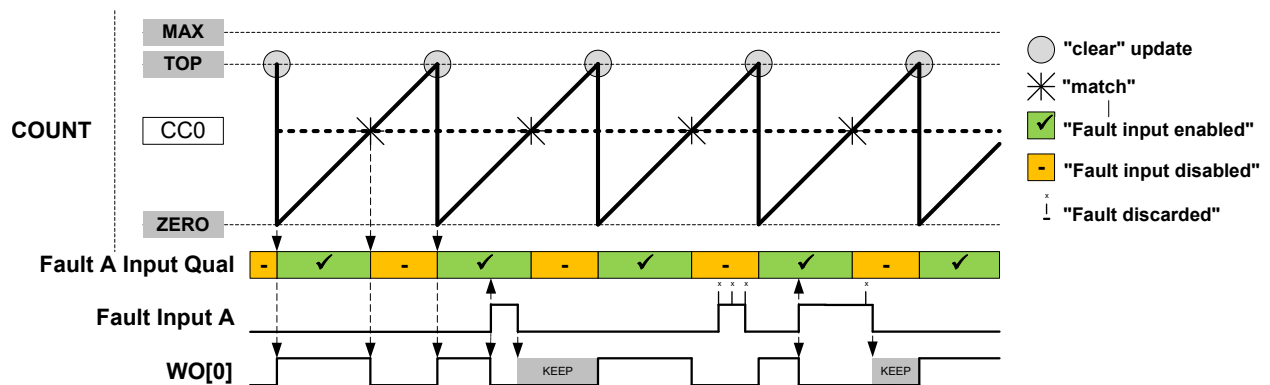 MAX
"clear" update
TOP
"match"
COUNT
CC0
"Fault input enabled"
- "Fault input disabled"
x
ZERO
- "Fault discarded"
Fault A Input Qual - ✓ - ✓ - ✓ - ✓ - ✓
x x x x
Fault Input A
WO[0] KEEP KEEP